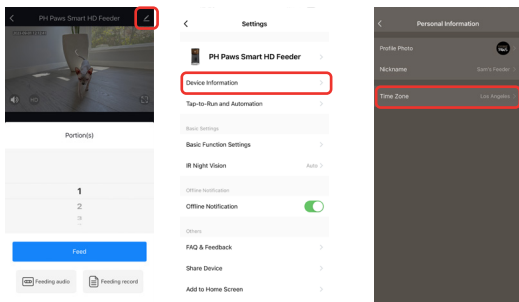 PH Paws Smart HD Feeder
HD
Portion(s)
1
2
3
Feed
Feeding audio
Feeding record
Settings
PH Paws Smart HD Feeder
Device Information
Tap-to-Run and Automation
Basic Settings
Basic Function Settings
IR Night Vision Auto
Offline Notification
Offline Notification
Others
FAQ & Feedback
Share Device
Add to Home Screen
Personal Information
Profile Photo
Nickname Sam's Feeder
Time Zone Los Angeles